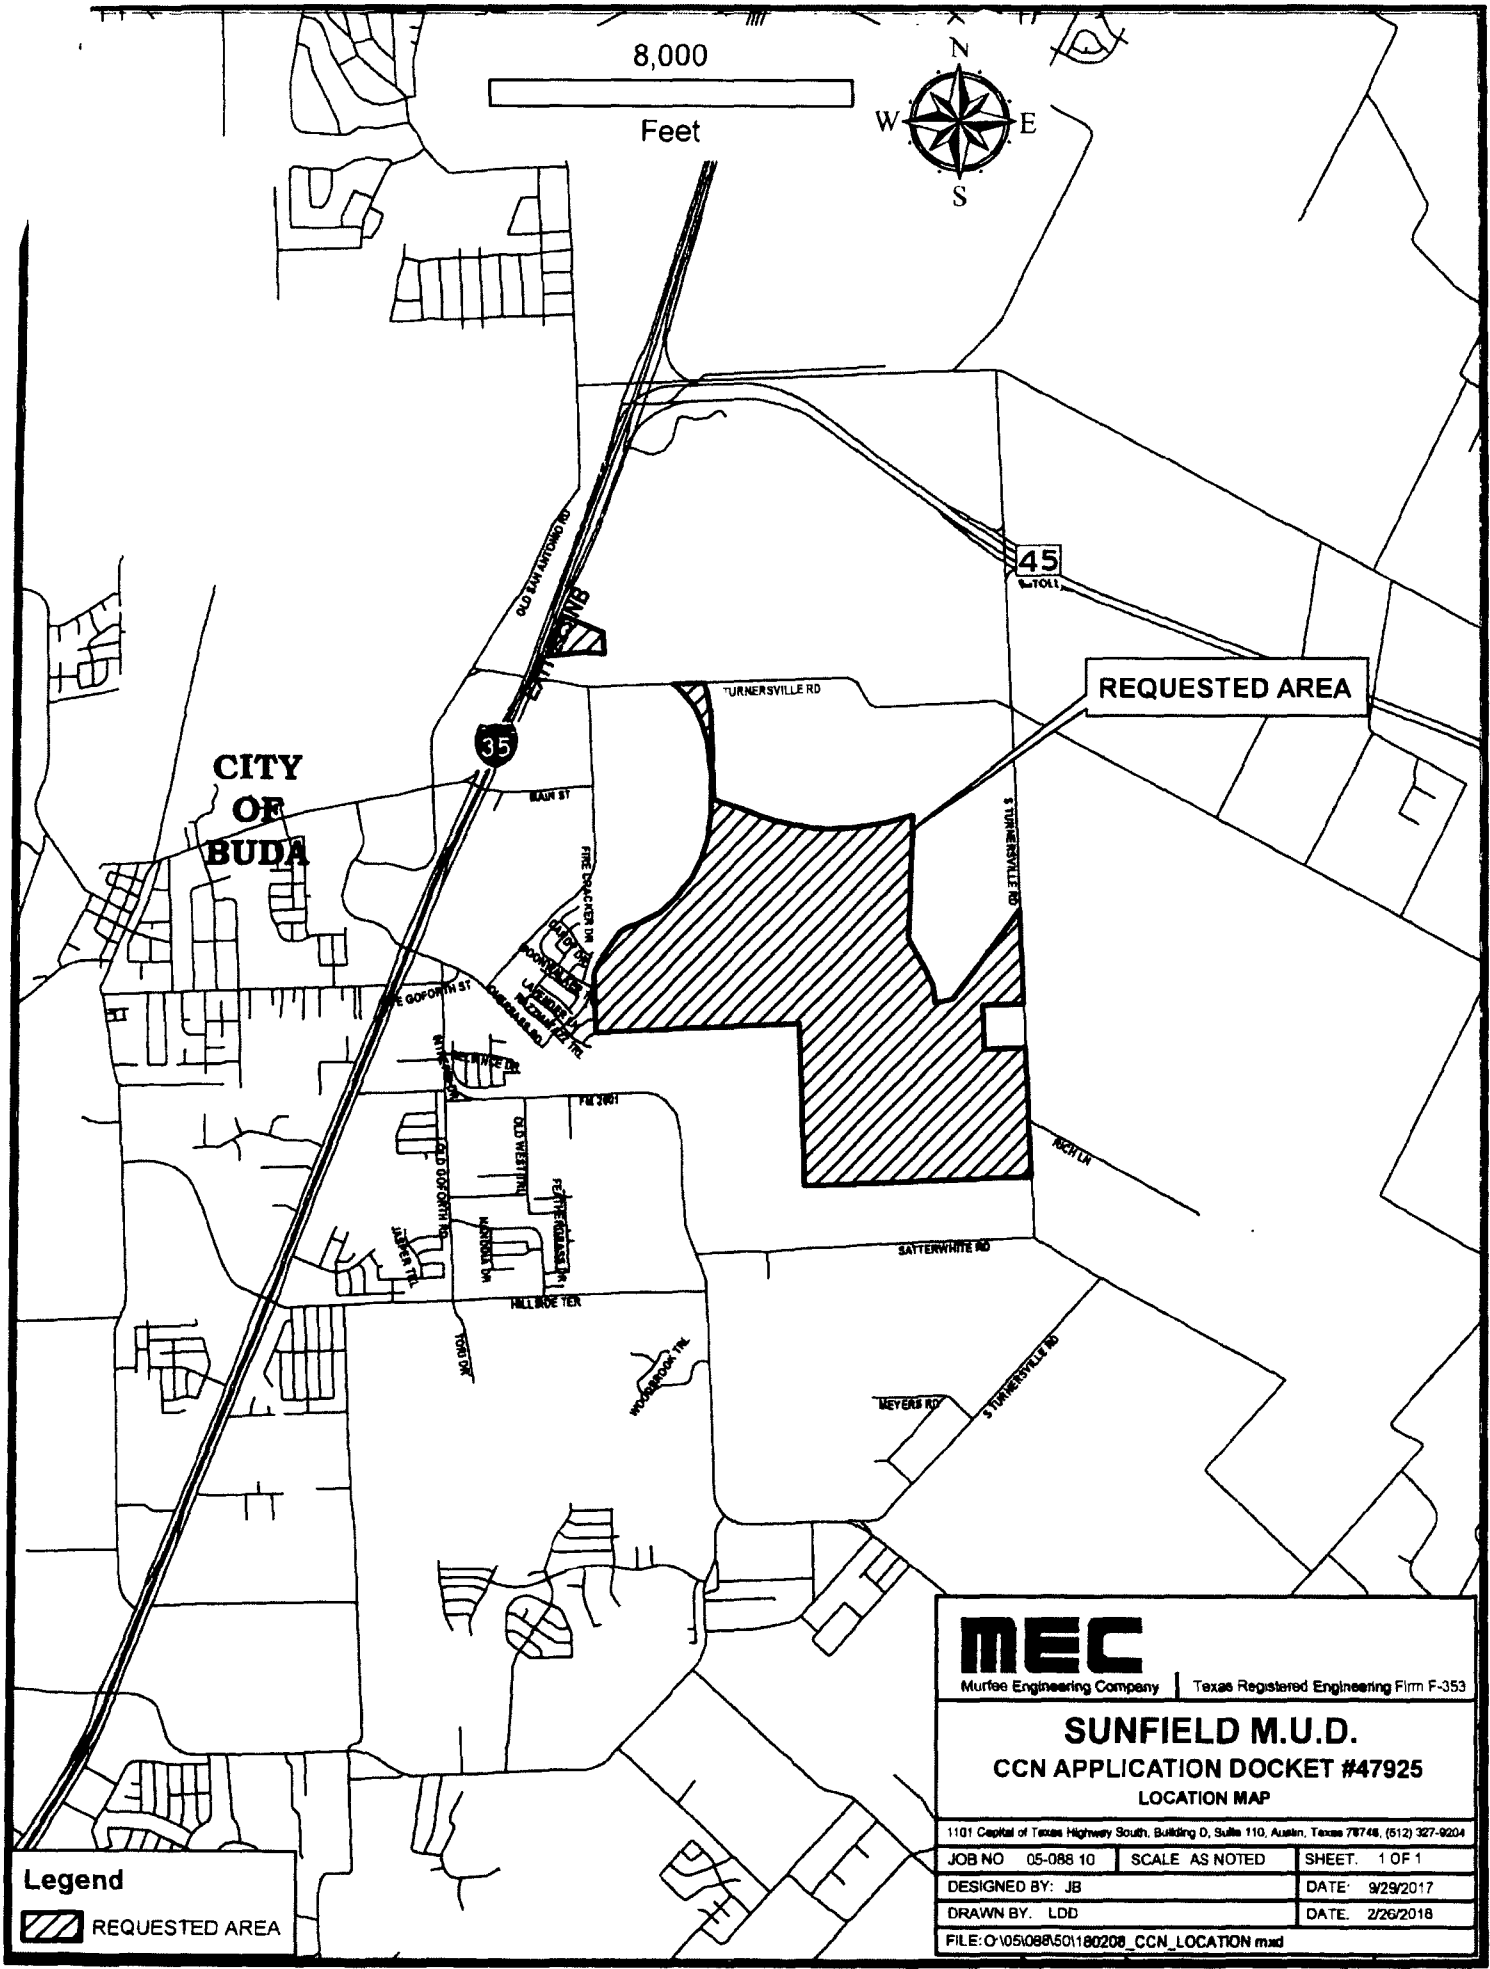 8,000
Feet
N
W
E
S
OLD SAN ANTONIO RD
45
TOLL
REQUESTED AREA
TURNERSVILLE RD
35
CITY
OF
BUDA
MAIN ST
S TURNERSVILLE RD
FIRE CRACKER DR
E GOFORTH ST
FM 2001
OLD WEST TRL
RICH LN
OLD GOFORTH RD
JASPER TRL
FEATHERGRASS DR
SATTERWHITE RD
HILLSIDE TER
WOODBROOK TRL
MEYERS RD
S TURNERSVILLE RD
MEC
Murfee Engineering Company
Texas Registered Engineering Firm F-353
SUNFIELD M.U.D.
CCN APPLICATION DOCKET #47925
LOCATION MAP
1101 Capital of Texas Highway South, Building D, Suite 110, Austin, Texas 78746, (512) 327-9204
JOB NO 05-088 10
SCALE AS NOTED
SHEET. 1 OF 1
DESIGNED BY: JB
DATE: 9/29/2017
DRAWN BY. LDD
DATE. 2/26/2018
FILE: O:\05\088\50\180208_CCN_LOCATION mxd
Legend
REQUESTED AREA